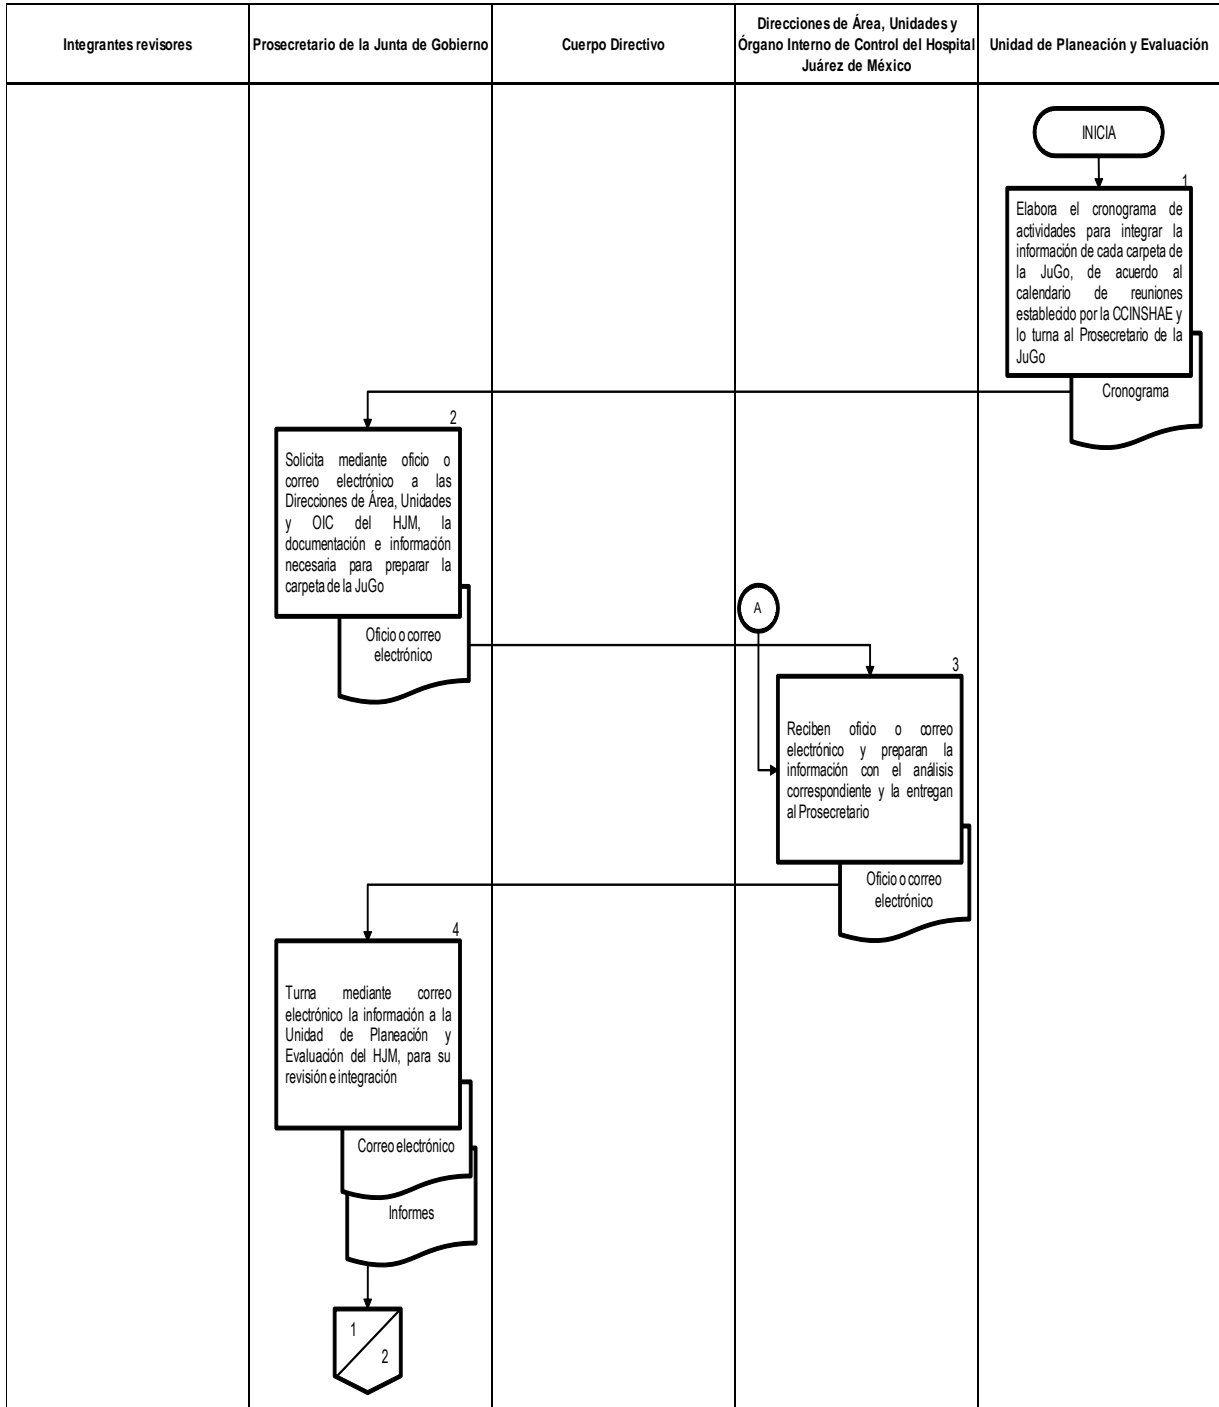 Integrantes revisores
Prosecretario de la Junta de Gobierno
Cuerpo Directivo
Direcciones de Área, Unidades y
Órgano Interno de Control del Hospital
Juárez de México
Unidad de Planeación y Evaluación
INICIA
1
Elabora el cronograma de
actividades para integrar la
información de cada carpeta de
la JuGo, de acuerdo al
calendario de reuniones
establecido por la CCINSHAE y
lo turna al Prosecretario de la
JuGo
Cronograma
2
Solicita mediante oficio o
correo electrónico a las
Direcciones de Área, Unidades
y OIC del HJM, la
documentación e información
necesaria para preparar la
carpeta de la JuGo
Oficio o correo
electrónico
A
3
Reciben oficio o correo
electrónico y preparan la
información con el análisis
correspondiente y la entregan
al Prosecretario
Oficio o correo
electrónico
4
Turna mediante correo
electrónico la información a la
Unidad de Planeación y
Evaluación del HJM, para su
revisión e integración
Correo electrónico
Informes
1
2